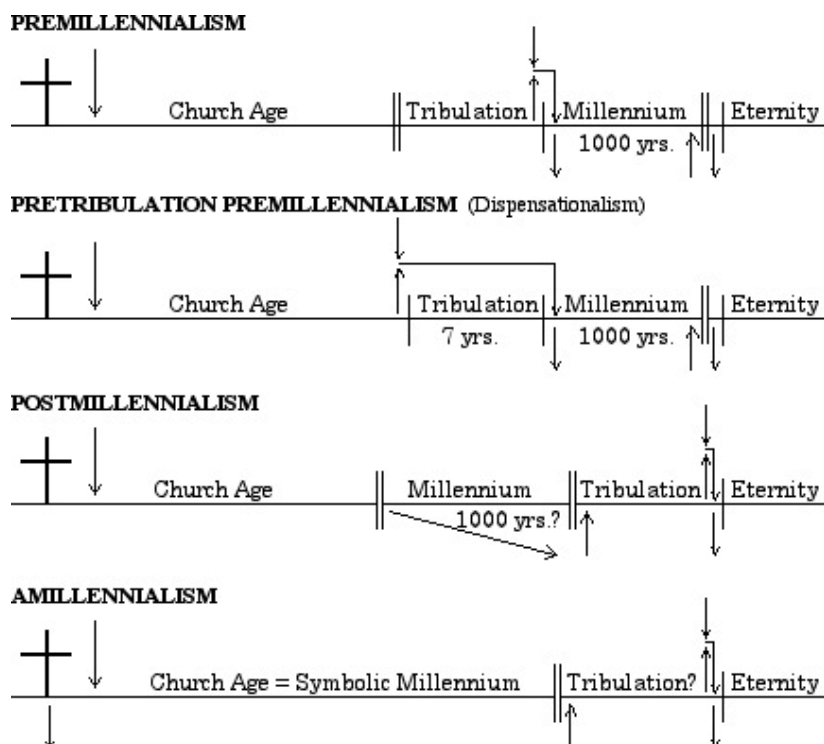 PREMILLENNIALISM
Church Age Tribulation Millennium Eternity
1000 yrs.
PRETRIBULATION PREMILLENNIALISM (Dispensationalism)
Church Age Tribulation Millennium Eternity
7 yrs. 1000 yrs.
POSTMILLENNIALISM
Church Age Millennium Tribulation Eternity
1000 yrs.?
AMILLENNIALISM
Church Age = Symbolic Millennium Tribulation? Eternity